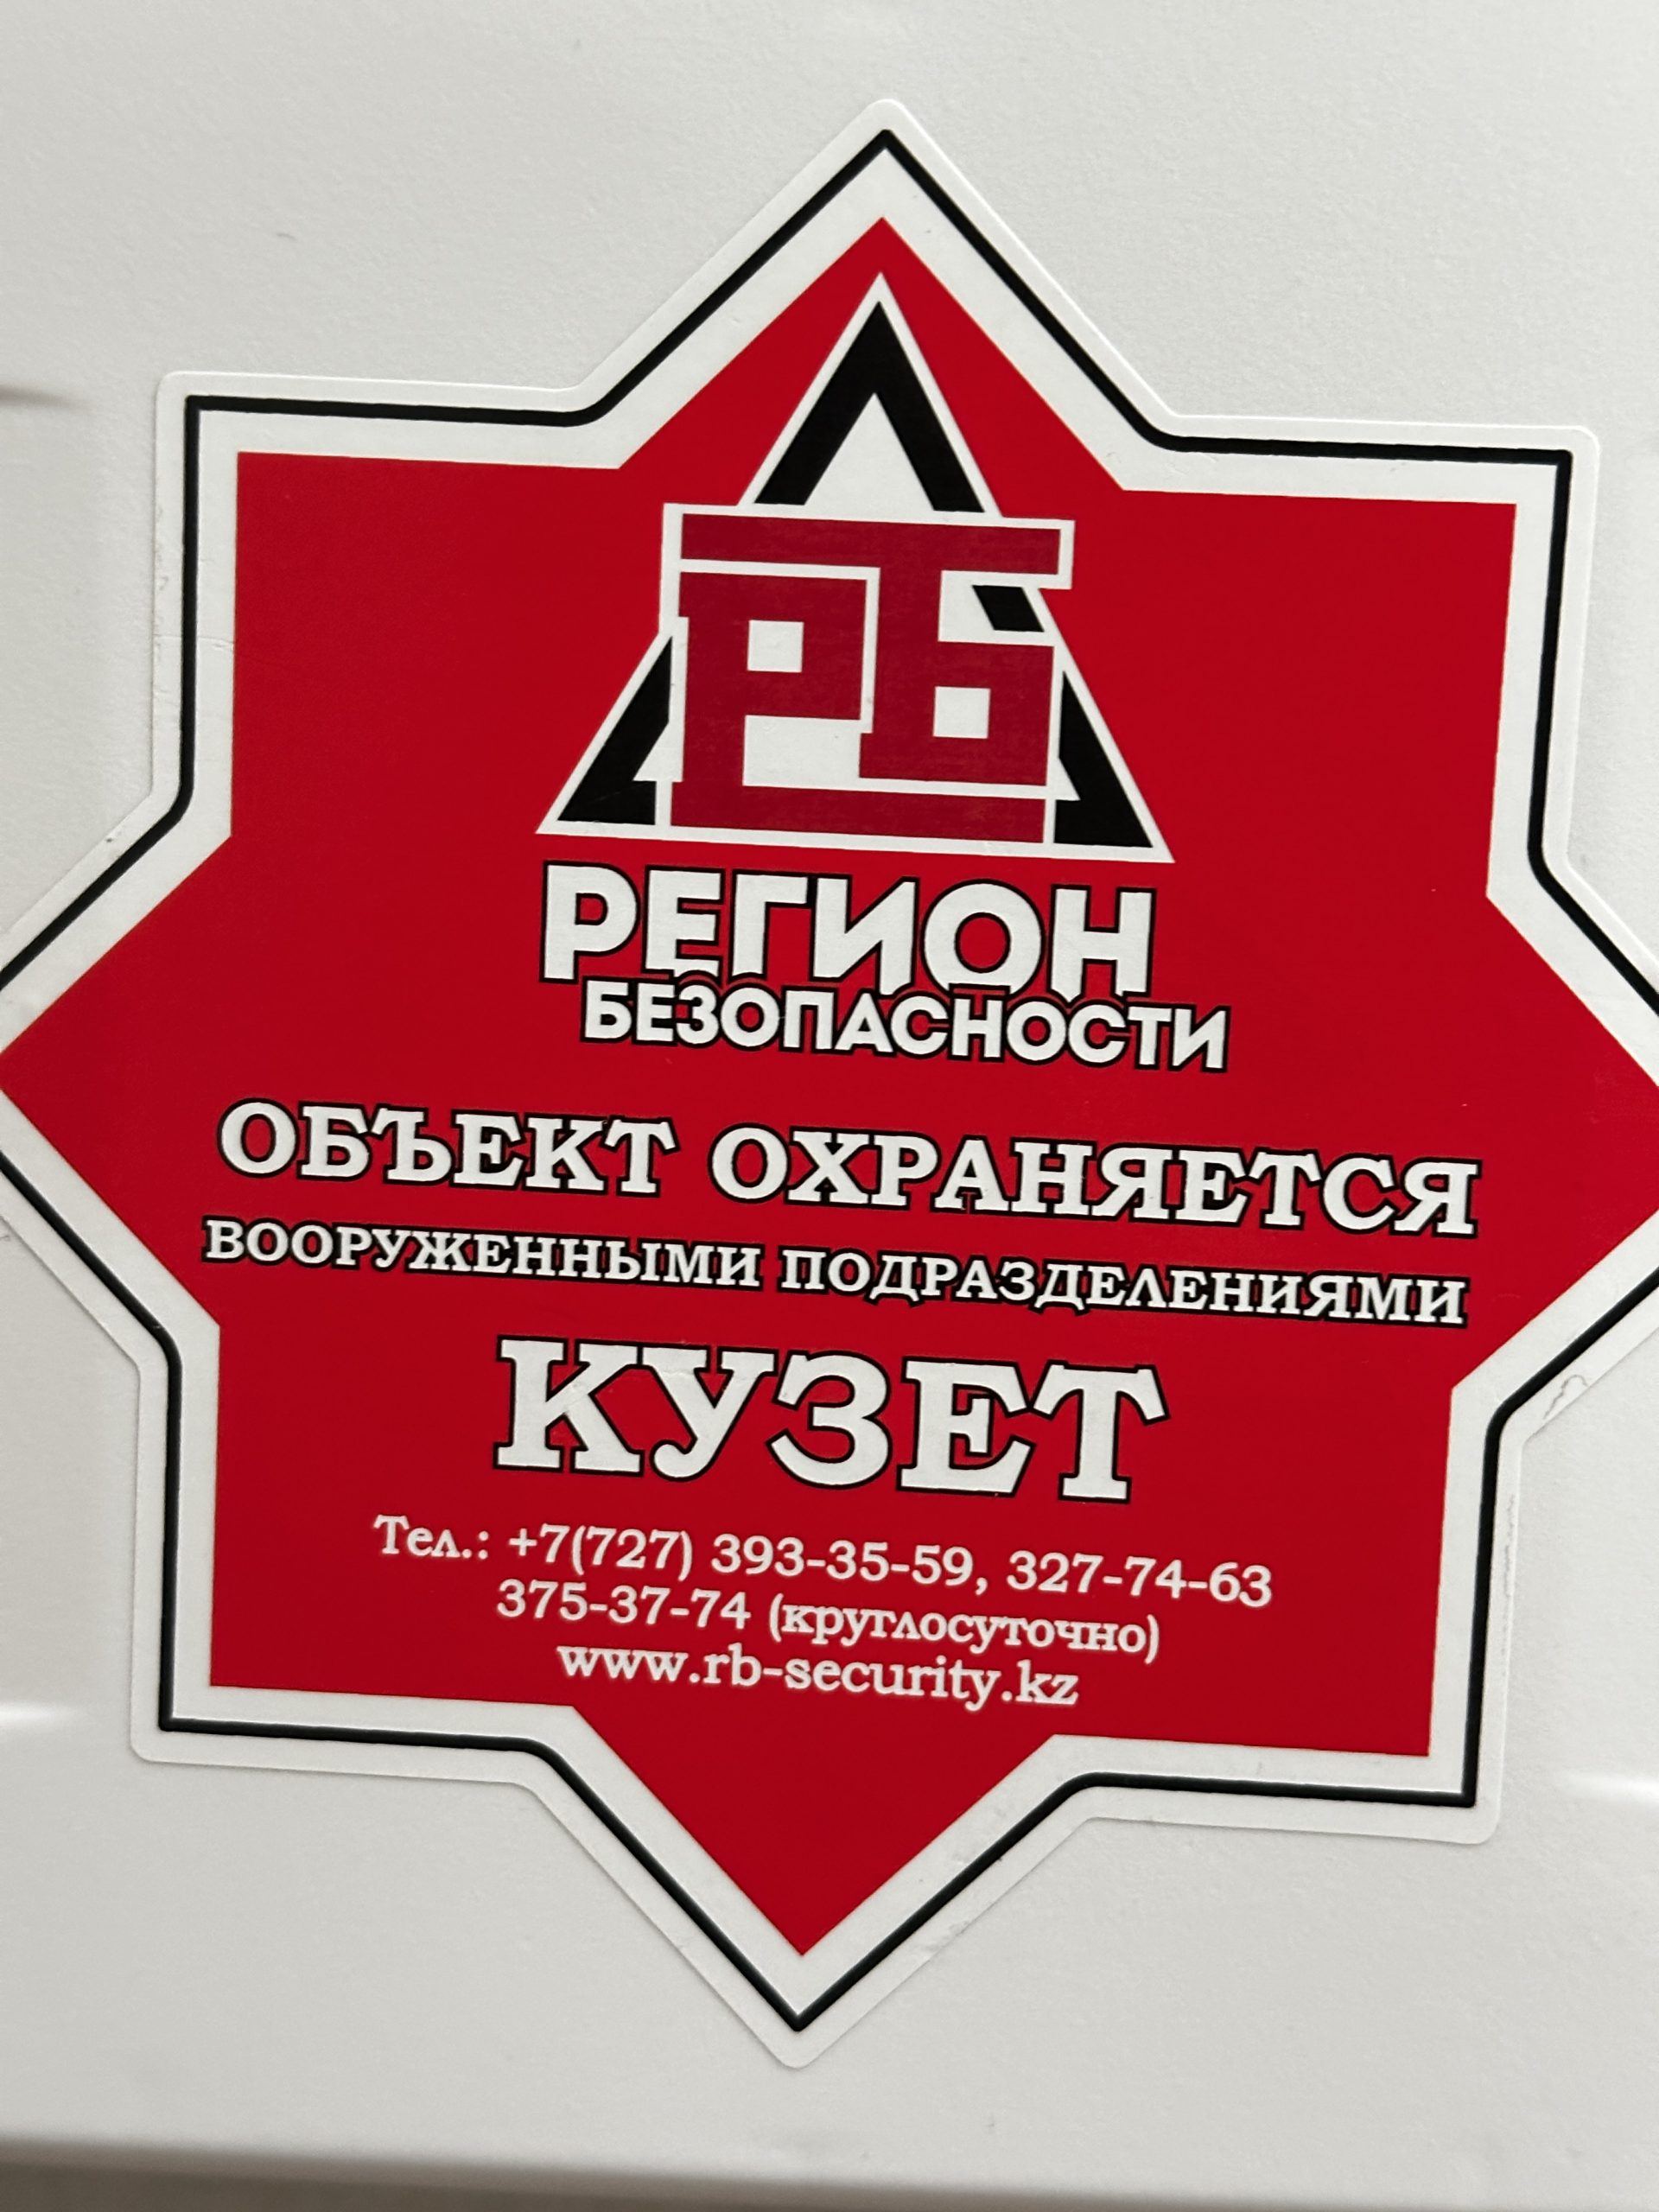 РБ
РЕГИОН
БЕЗОПАСНОСТИ
ОБЪЕКТ ОХРАНЯЕТСЯ
ВООРУЖЕННЫМИ ПОДРАЗДЕЛЕНИЯМИ
КУЗЕТ
Тел.: +7(727) 393-35-59, 327-74-63
375-37-74 (круглосуточно)
www.rb-security.kz